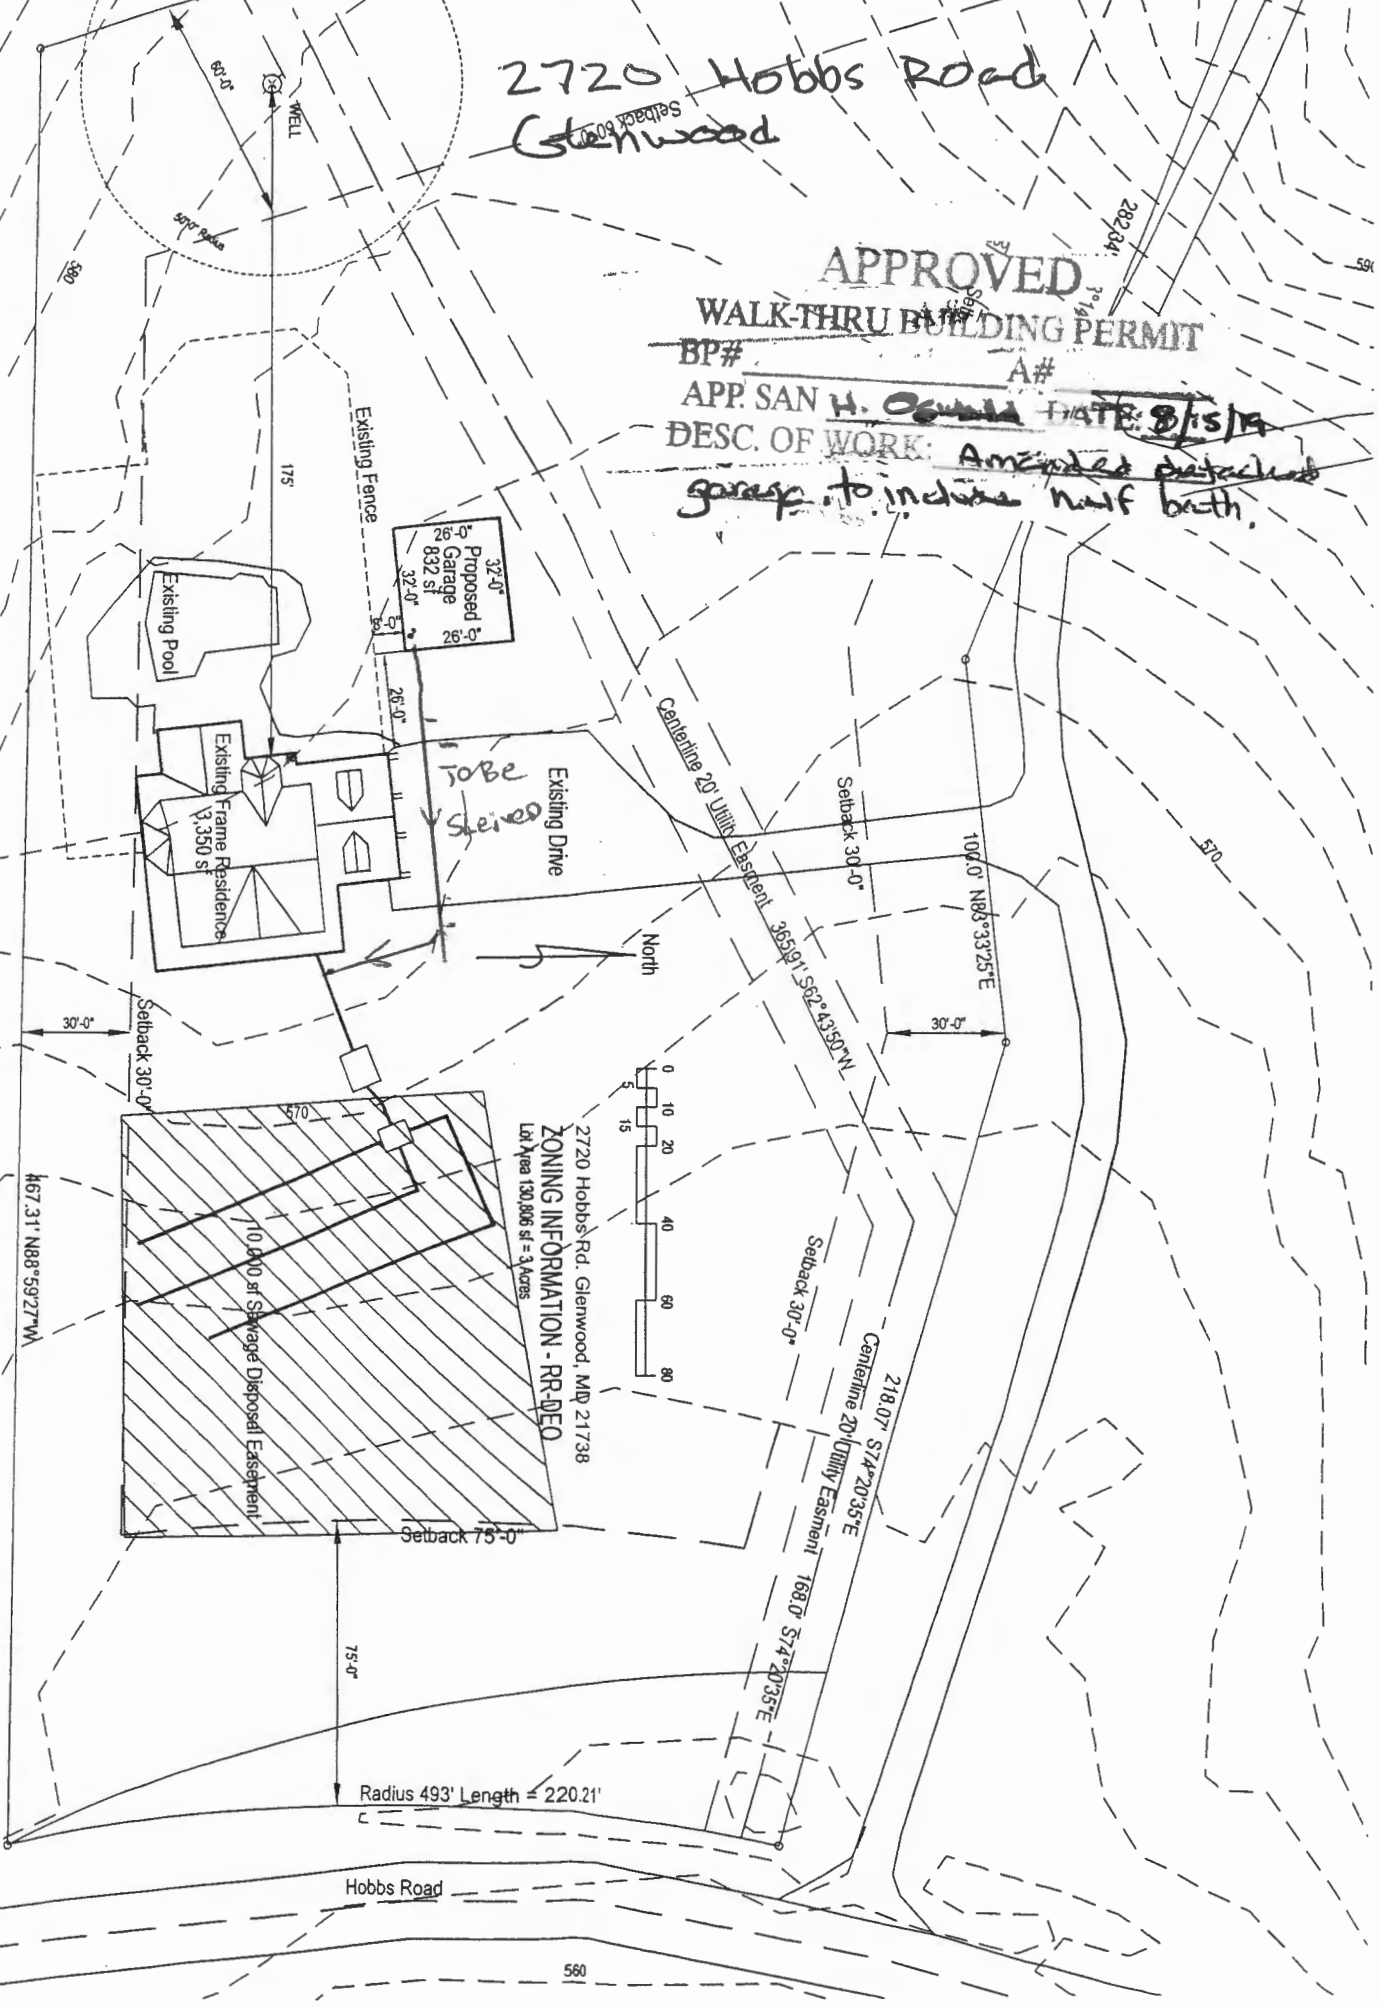 2720 Hobbs Road
Glenwood
Setback 60'-0"
60'-0"
WELL
50'-0" Radius
580
282.34'
590
APPROVED
WALK-THRU BUILDING PERMIT
BP# A#
APP. SAN H. Oswald DATE: 8/15/19
DESC. OF WORK: Amended detached
garage to include half bath.
175'
Existing Fence
32'-0"
26'-0"
Proposed
Garage
832 sf
32'-0"
26'-0"
8'-0"
26'-0"
Existing Pool
Existing Frame Residence
3,350 sf
To Be
Sleived
Existing Drive
Centerline 20' Utility Easment 365.91' S62°43'50"W
Setback 30'-0"
100.0' N83°33'25"E
570
North
30'-0"
30'-0"
Setback 30'-0"
570
0 10 20 40 60 80
5 15
2720 Hobbs Rd. Glenwood, MD 21738
ZONING INFORMATION - RR-DEO
Lot Area 130,806 sf = 3 Acres
467.31' N88°59'27"W
10,000 sf Sewage Disposal Easement
Setback 30'-0"
218.07' S74°20'35"E
Centerline 20' Utility Easment 168.0' S74°20'35"E
Setback 75'-0"
75'-0"
Radius 493' Length = 220.21'
Hobbs Road
560